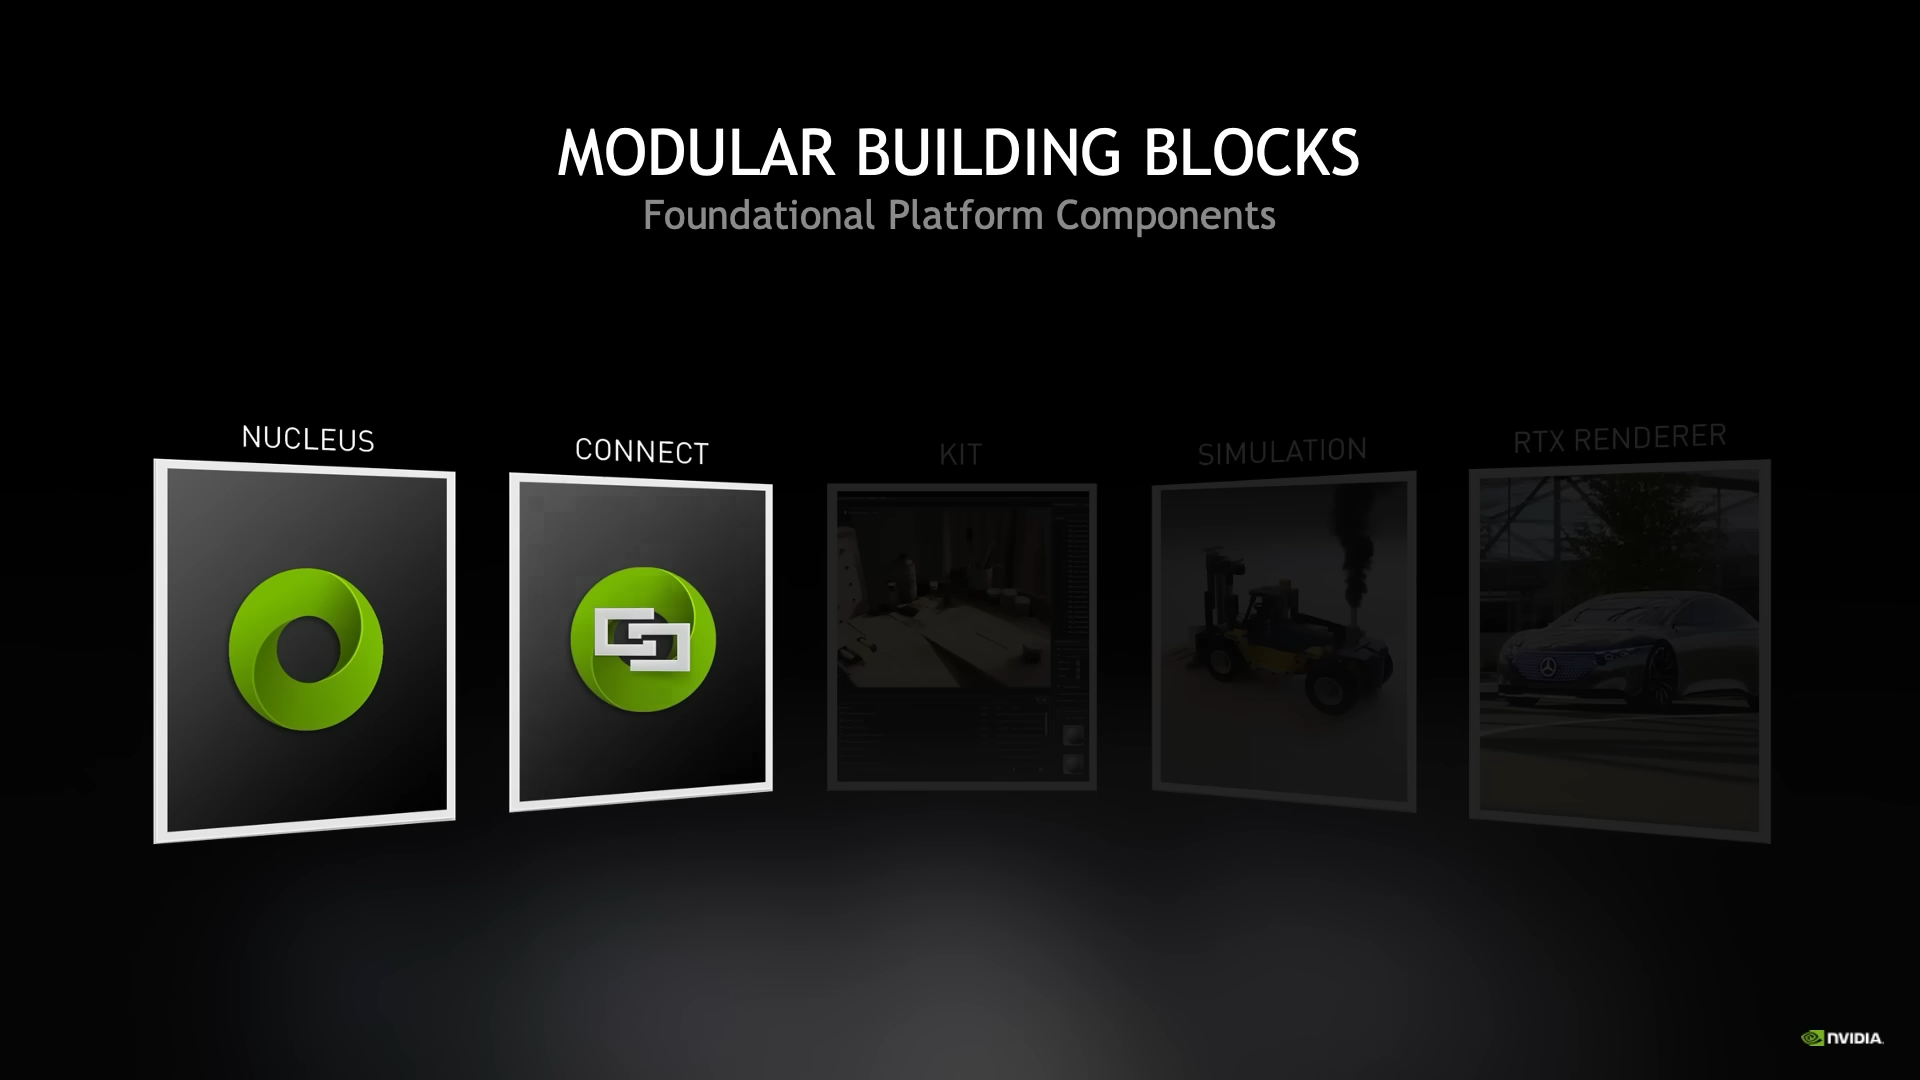 MODULAR BUILDING BLOCKS
Foundational Platform Components
NUCLEUS
CONNECT
KIT
SIMULATION
RTX RENDERER
NVIDIA